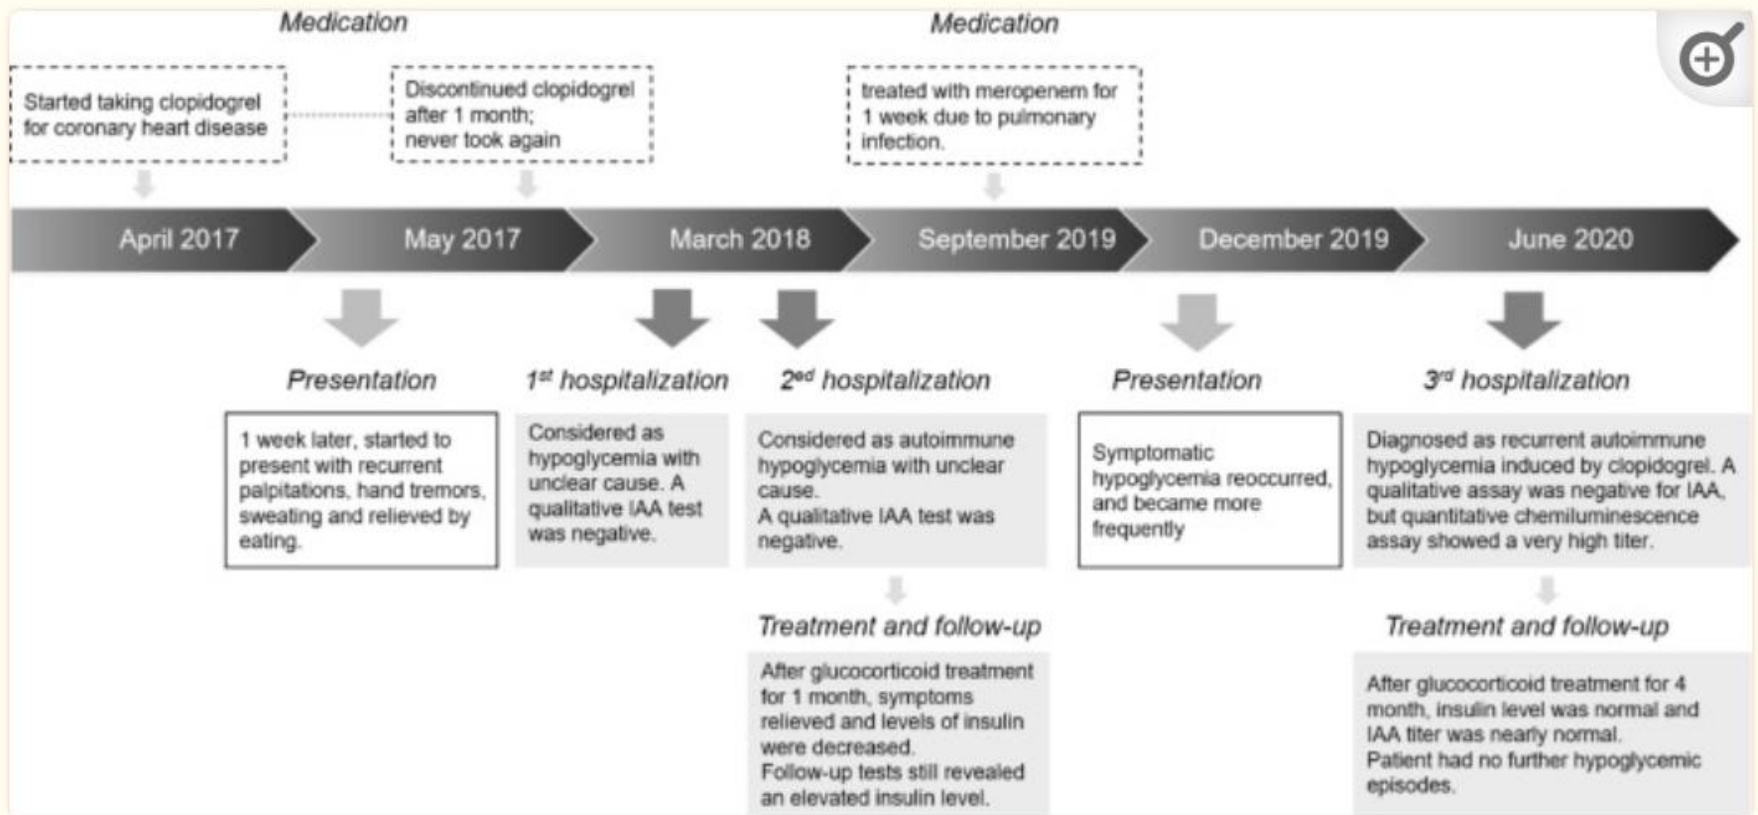 Medication
Medication
Started taking clopidogrel
for coronary heart disease
Discontinued clopidogrel
after 1 month;
never took again
treated with meropenem for
1 week due to pulmonary
infection.
April 2017
May 2017
March 2018
September 2019
December 2019
June 2020
Presentation
1 week later, started to
present with recurrent
palpitations, hand tremors,
sweating and relieved by
eating.
1st hospitalization
Considered as
hypoglycemia with
unclear cause. A
qualitative IAA test
was negative.
2ed hospitalization
Considered as autoimmune
hypoglycemia with unclear
cause.
A qualitative IAA test was
negative.
Treatment and follow-up
After glucocorticoid treatment
for 1 month, symptoms
relieved and levels of insulin
were decreased.
Follow-up tests still revealed
an elevated insulin level.
Presentation
Symptomatic
hypoglycemia reoccurred,
and became more
frequently
3rd hospitalization
Diagnosed as recurrent autoimmune
hypoglycemia induced by clopidogrel. A
qualitative assay was negative for IAA,
but quantitative chemiluminescence
assay showed a very high titer.
Treatment and follow-up
After glucocorticoid treatment for 4
month, insulin level was normal and
IAA titer was nearly normal.
Patient had no further hypoglycemic
episodes.